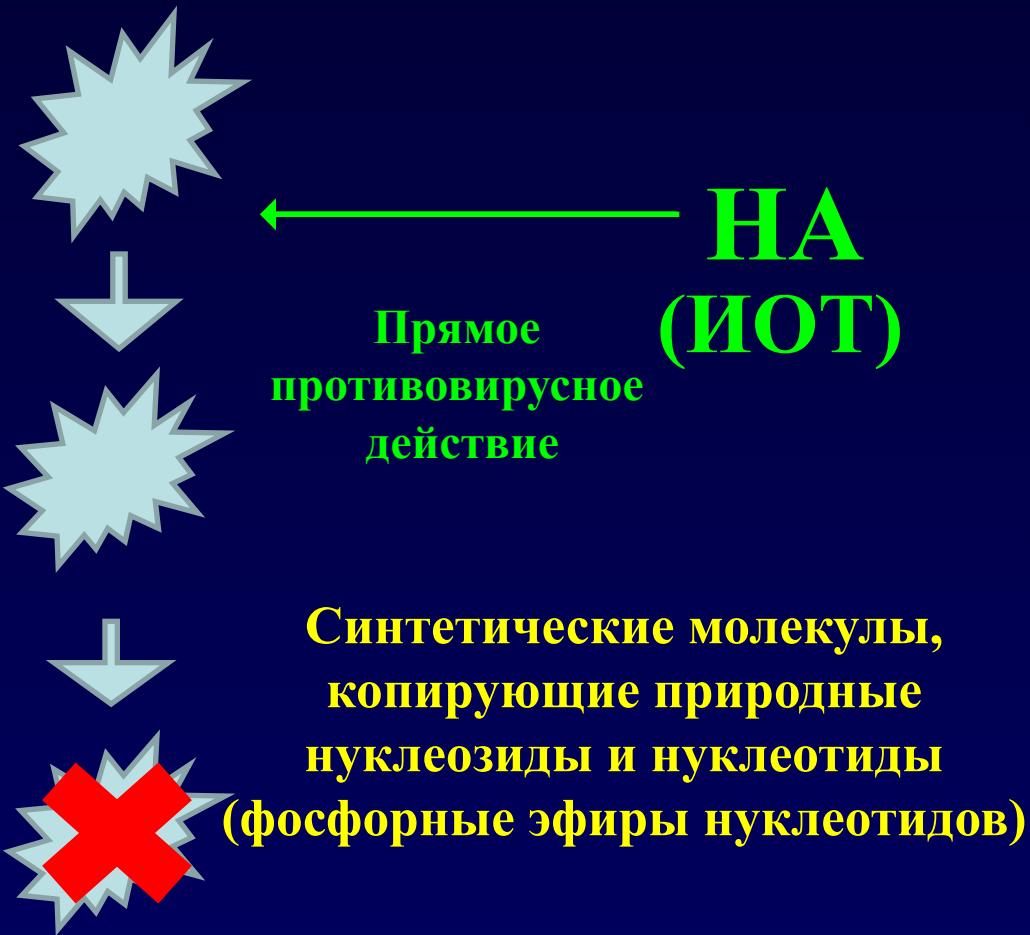 НА
(ИОТ)
Прямое
противовирусное
действие
Синтетические молекулы,
копирующие природные
нуклеозиды и нуклеотиды
(фосфорные эфиры нуклеотидов)